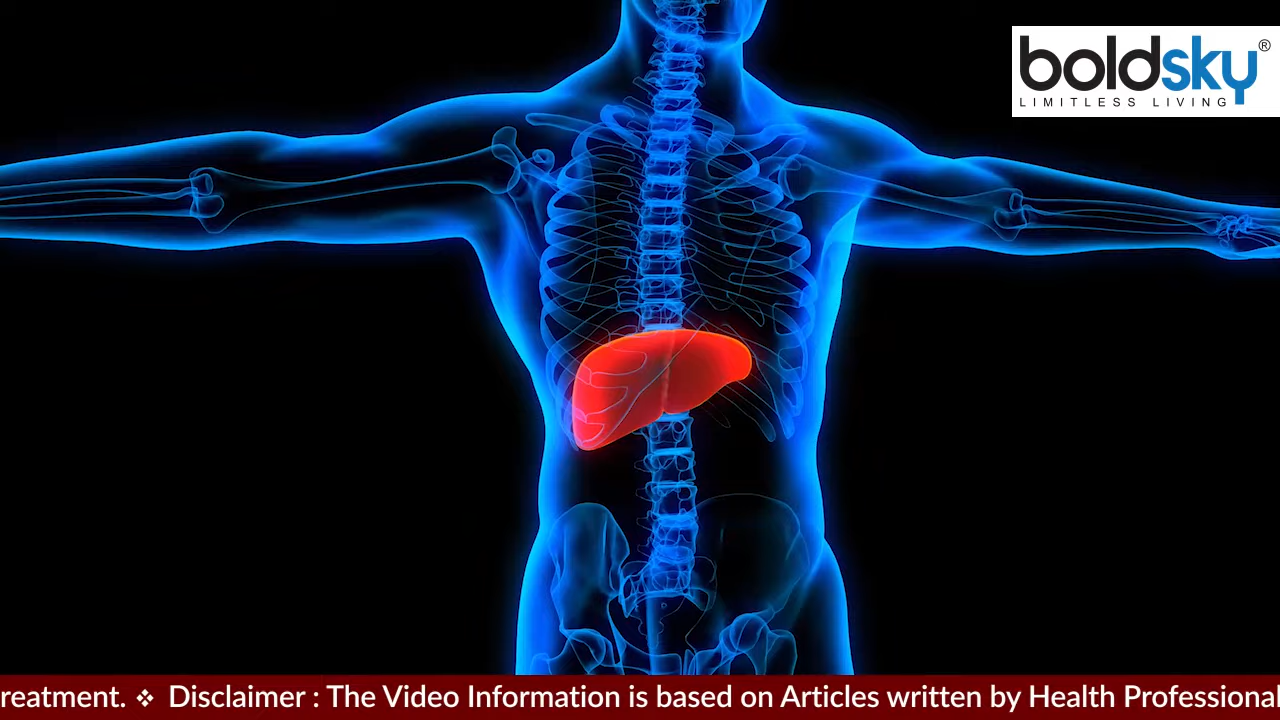 boldsky®
LIMITLESS LIVING
reatment. ❖ Disclaimer : The Video Information is based on Articles written by Health Professional